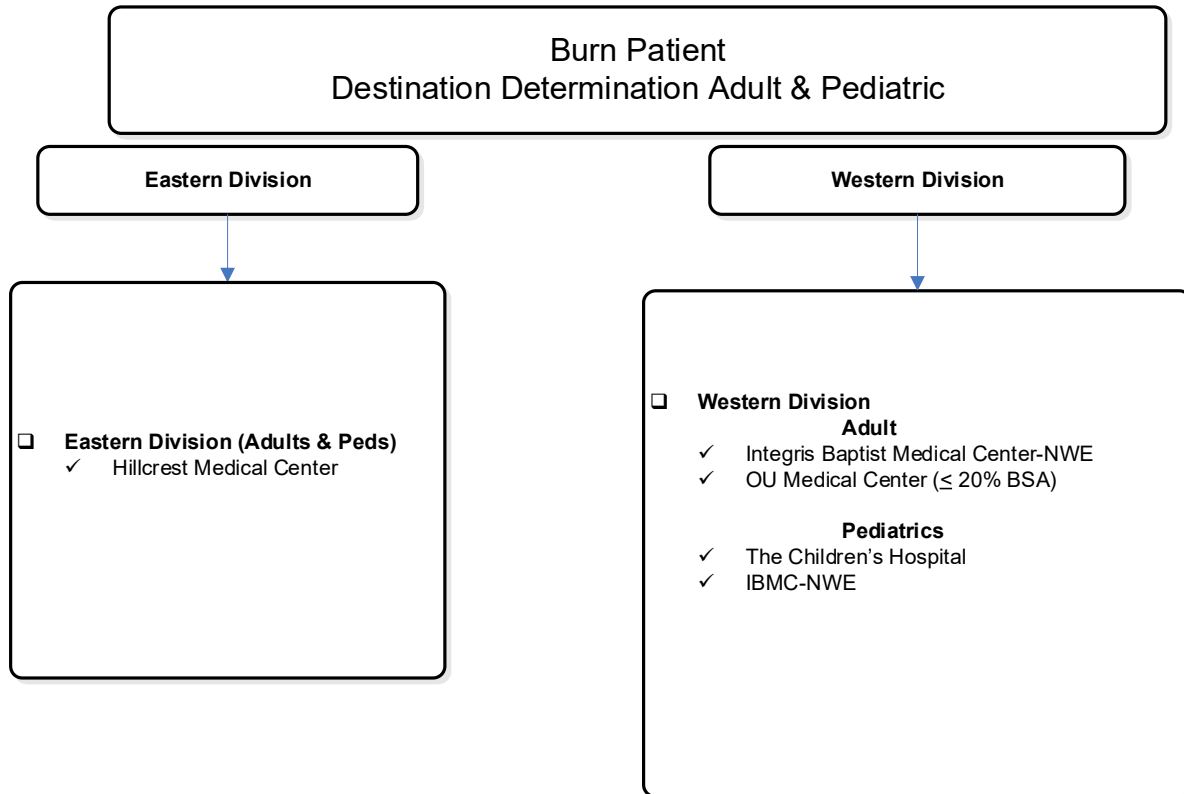 Burn Patient
Destination Determination Adult & Pediatric
Eastern Division
Western Division
❑ Eastern Division (Adults & Peds)
✓ Hillcrest Medical Center
❑ Western Division
Adult
✓ Integris Baptist Medical Center-NWE
✓ OU Medical Center (≤ 20% BSA)
Pediatrics
✓ The Children’s Hospital
✓ IBMC-NWE